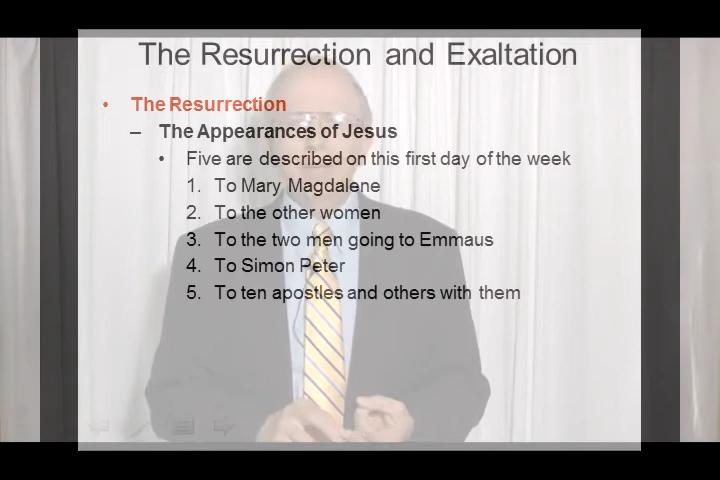 The Resurrection and Exaltation
• The Resurrection
– The Appearances of Jesus
• Five are described on this first day of the week
1. To Mary Magdalene
2. To the other women
3. To the two men going to Emmaus
4. To Simon Peter
5. To ten apostles and others with them